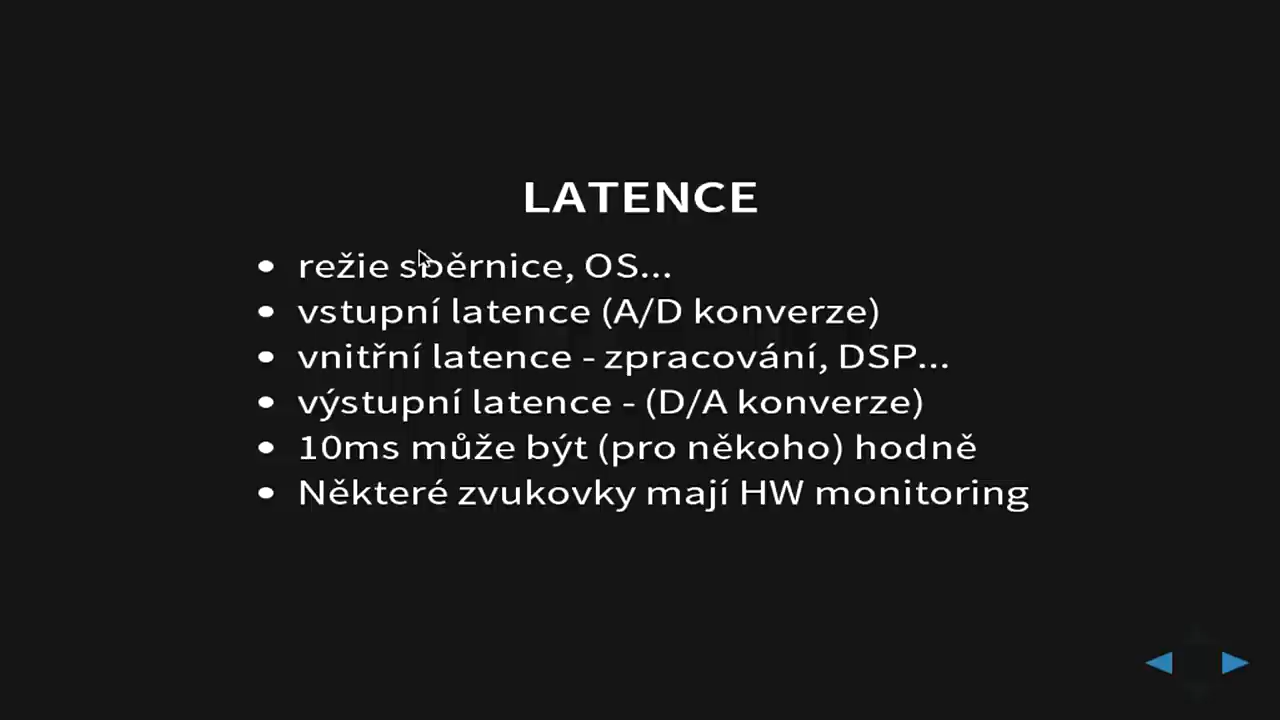 LATENCE
režie sběrnice, OS...
vstupní latence (A/D konverze)
vnitřní latence - zpracování, DSP...
výstupní latence - (D/A konverze)
10ms může být (pro někoho) hodně
Některé zvukovky mají HW monitoring